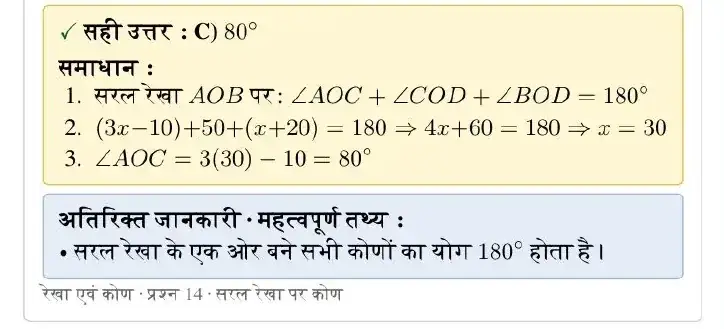 ✓ सही उत्तर : C) 80°
समाधान :
1. सरल रेखा AOB पर: ∠AOC + ∠COD + ∠BOD = 180°
2. (3x−10)+50+(x+20) = 180 ⇒ 4x+60 = 180 ⇒ x = 30
3. ∠AOC = 3(30) − 10 = 80°
अतिरिक्त जानकारी · महत्वपूर्ण तथ्य :
• सरल रेखा के एक ओर बने सभी कोणों का योग 180° होता है।
रेखा एवं कोण · प्रश्न 14 · सरल रेखा पर कोण